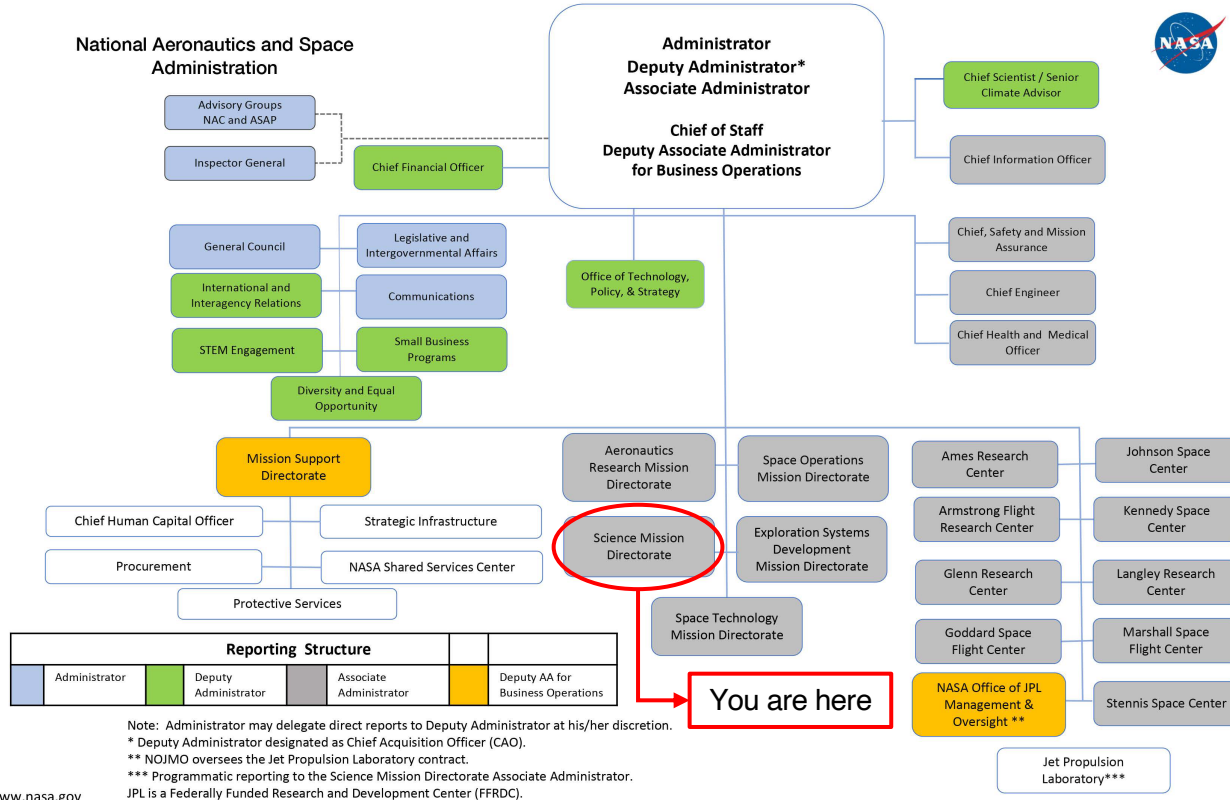 National Aeronautics and Space
Administration
Administrator
Deputy Administrator*
Associate Administrator
Chief of Staff
Deputy Associate Administrator
for Business Operations
NASA
Advisory Groups
NAC and ASAP
Inspector General
Chief Financial Officer
Chief Scientist / Senior
Climate Advisor
Chief Information Officer
General Council
Legislative and
Intergovernmental Affairs
International and
Interagency Relations
Communications
STEM Engagement
Small Business
Programs
Diversity and Equal
Opportunity
Office of Technology,
Policy, & Strategy
Chief, Safety and Mission
Assurance
Chief Engineer
Chief Health and Medical
Officer
Mission Support
Directorate
Chief Human Capital Officer
Strategic Infrastructure
Procurement
NASA Shared Services Center
Protective Services
Aeronautics
Research Mission
Directorate
Space Operations
Mission Directorate
Science Mission
Directorate
Exploration Systems
Development
Mission Directorate
Space Technology
Mission Directorate
Ames Research
Center
Johnson Space
Center
Armstrong Flight
Research Center
Kennedy Space
Center
Glenn Research
Center
Langley Research
Center
Goddard Space
Flight Center
Marshall Space
Flight Center
NASA Office of JPL
Management &
Oversight **
Stennis Space Center
Jet Propulsion
Laboratory***
You are here
Reporting Structure
Administrator
Deputy
Administrator
Associate
Administrator
Deputy AA for
Business Operations
Note: Administrator may delegate direct reports to Deputy Administrator at his/her discretion.
* Deputy Administrator designated as Chief Acquisition Officer (CAO).
** NOJMO oversees the Jet Propulsion Laboratory contract.
*** Programmatic reporting to the Science Mission Directorate Associate Administrator.
JPL is a Federally Funded Research and Development Center (FFRDC).
ww.nasa.gov